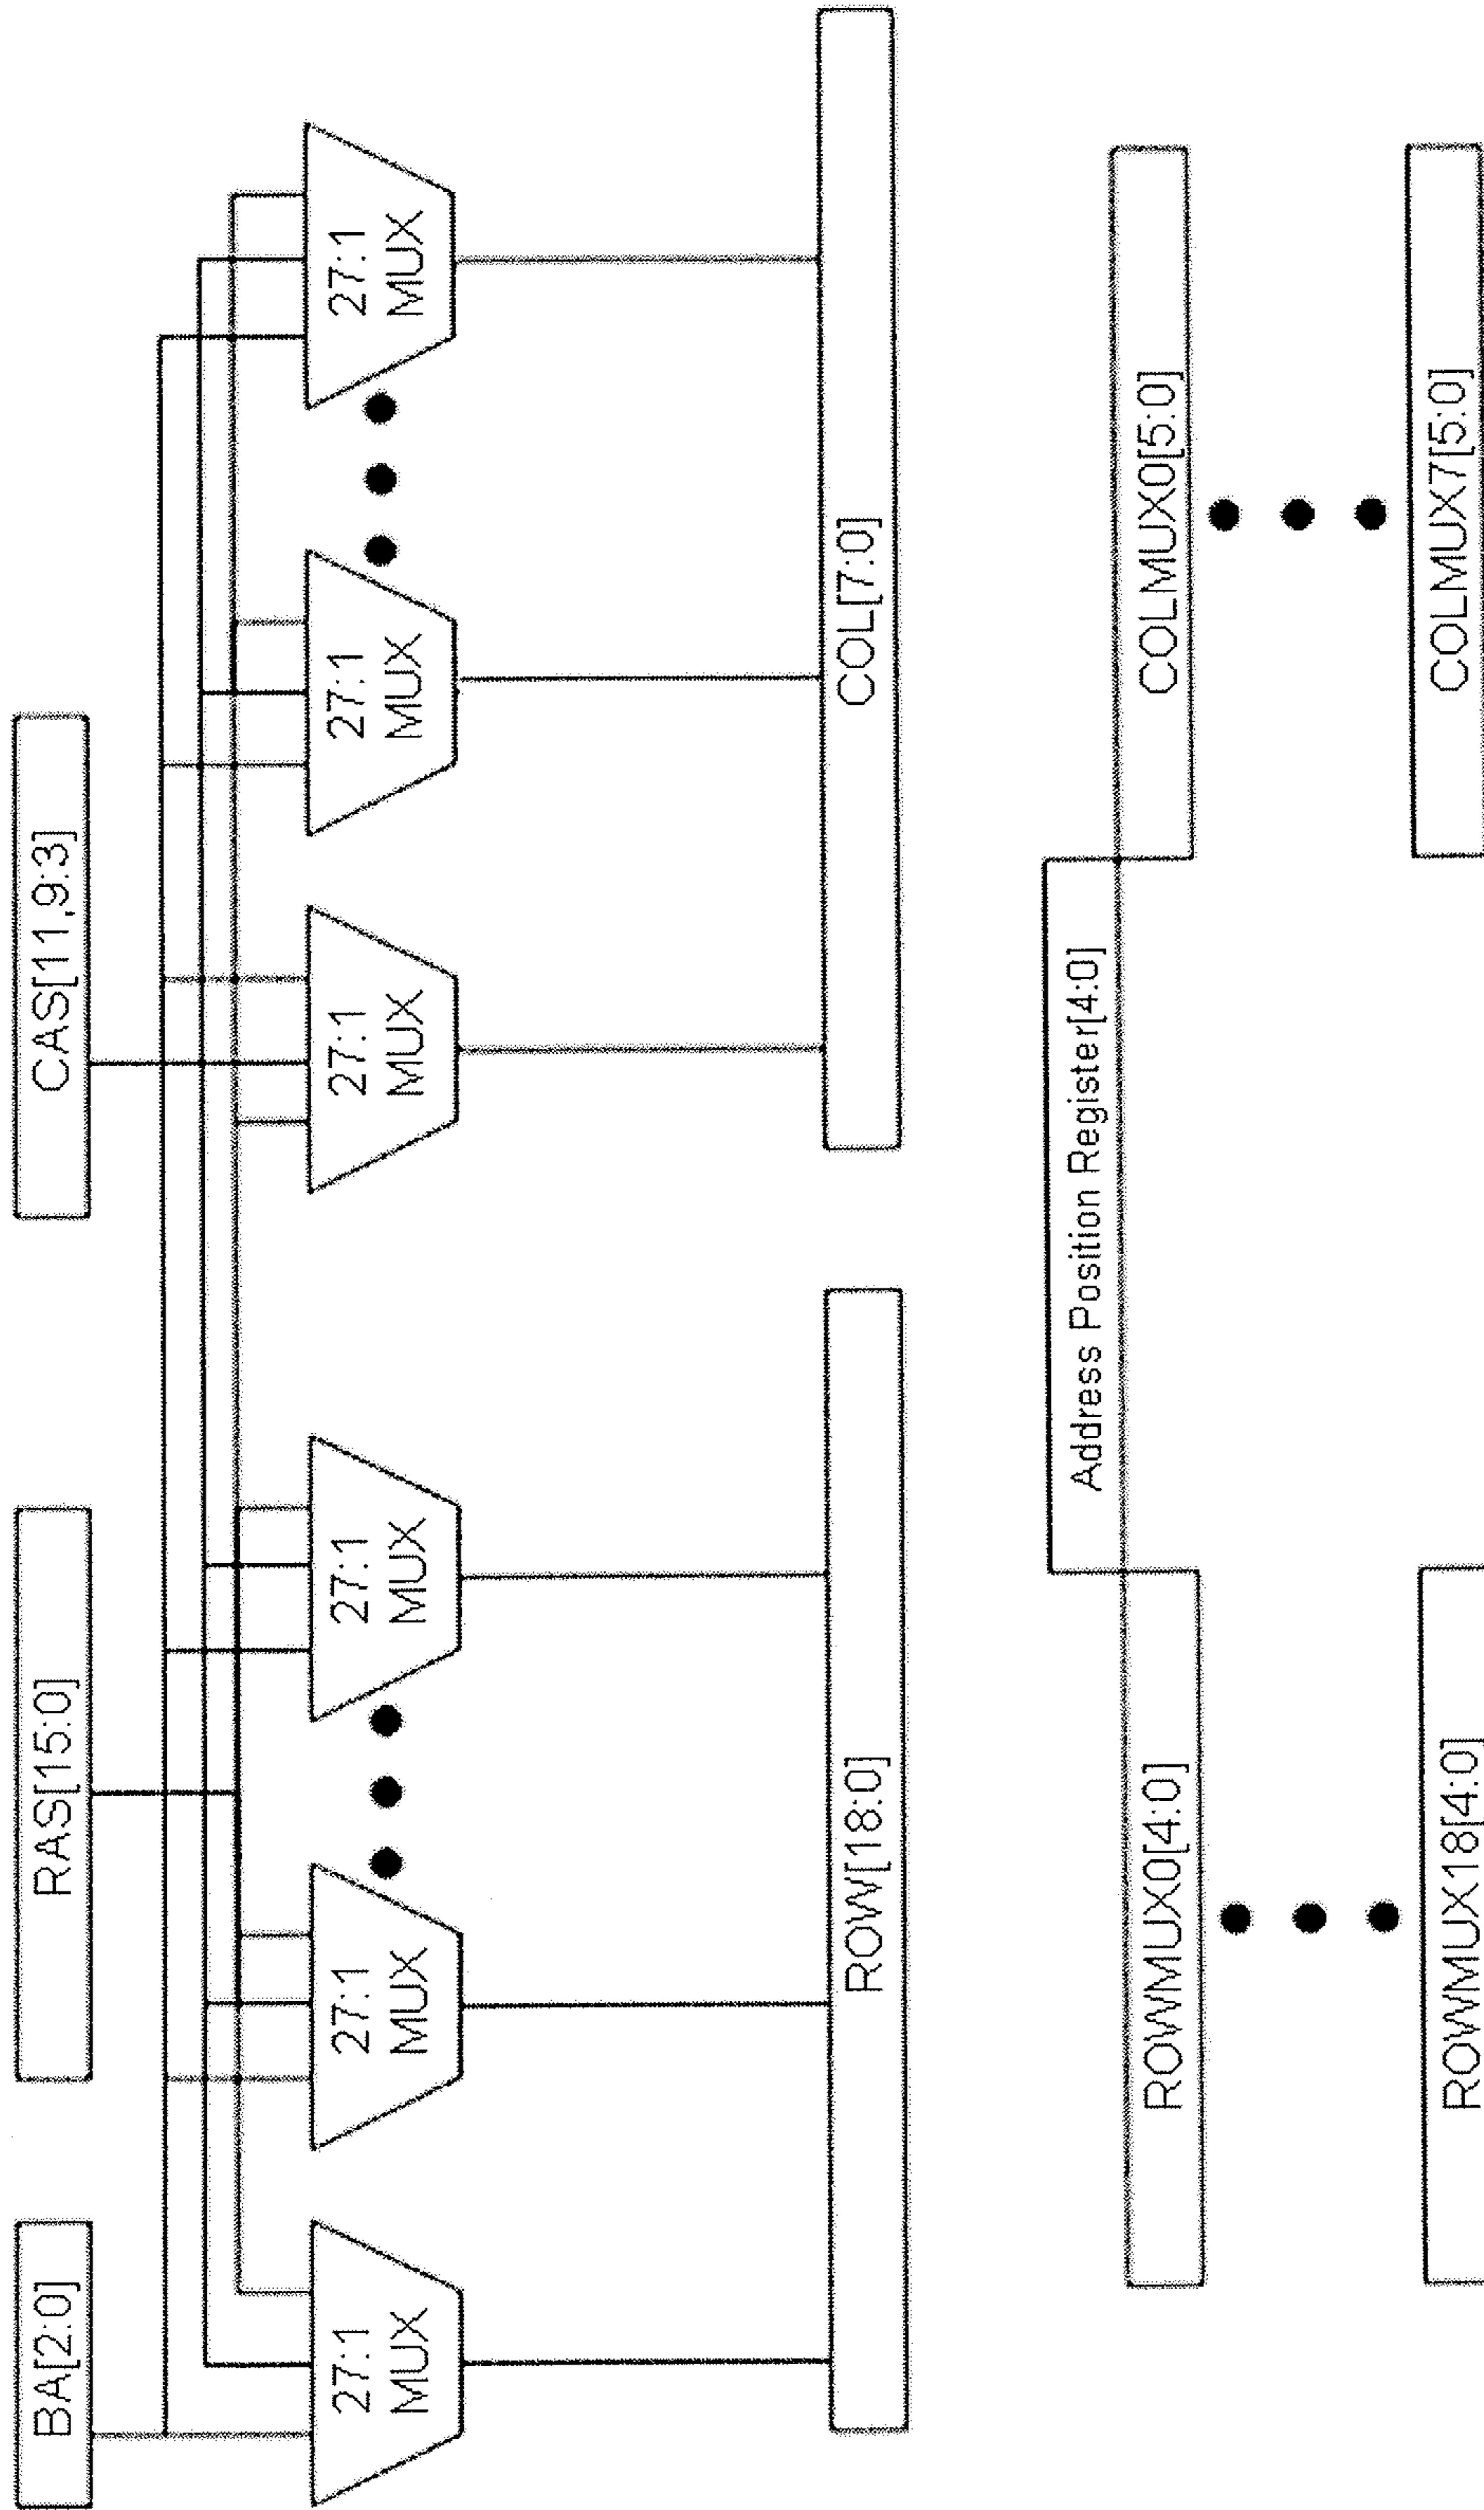 BA[2:0]
RAS[15:0]
CAS[11,9:3]
27:1
MUX
27:1
MUX
27:1
MUX
27:1
MUX
27:1
MUX
27:1
MUX
ROW[18:0]
COL[7:0]
Address Position Register[4:0]
ROWMUX0[4:0]
COLMUX0[5:0]
ROWMUX18[4:0]
COLMUX7[5:0]